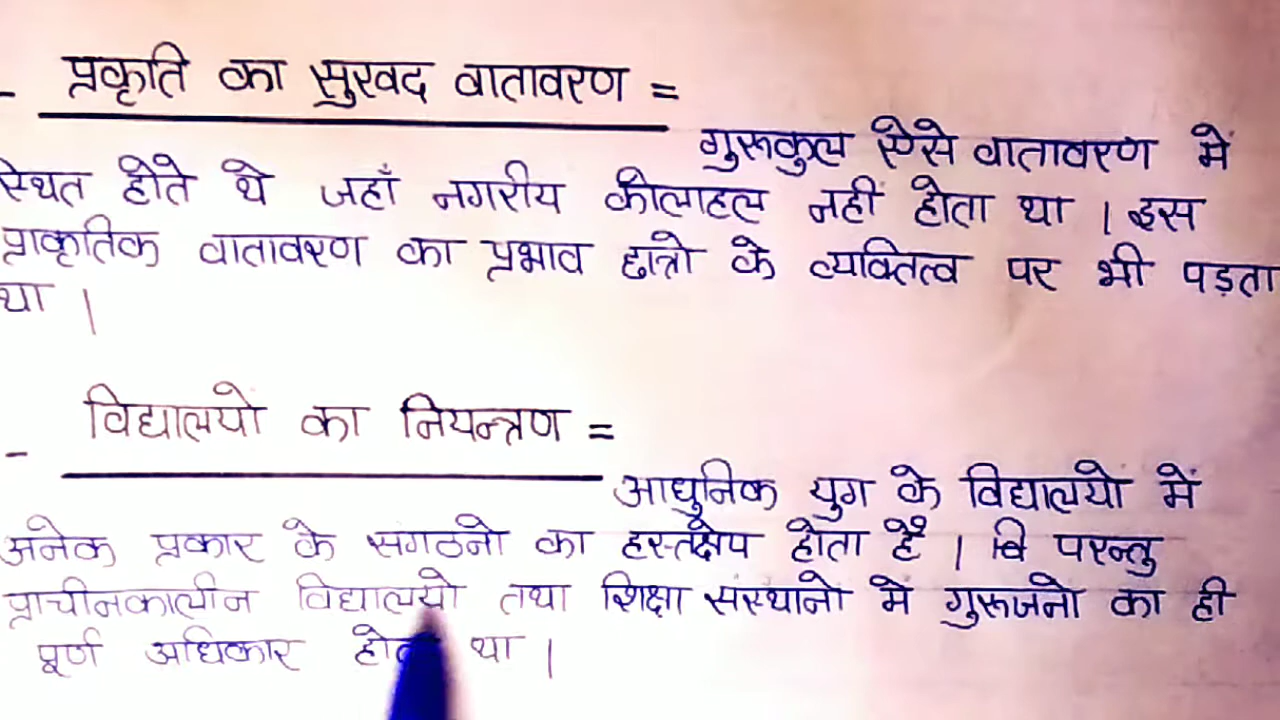 - प्रकृति का सुखद वातावरण =
गुरूकुल ऐसे वातावरण में
स्थित होते थे जहाँ नगरीय कोलाहल नहीं होता था । इस
प्राकृतिक वातावरण का प्रभाव छात्रो के व्यक्तित्व पर भी पड़ता
था ।
- विद्यालयो का नियन्त्रण =
आधुनिक युग के विद्यालयों में
अनेक प्रकार के संगठनो का हस्तक्षेप होता है । परन्तु
प्राचीनकालीन विद्यालयो तथा शिक्षा संस्थानो में गुरूजनो का ही
पूर्ण अधिकार था ।